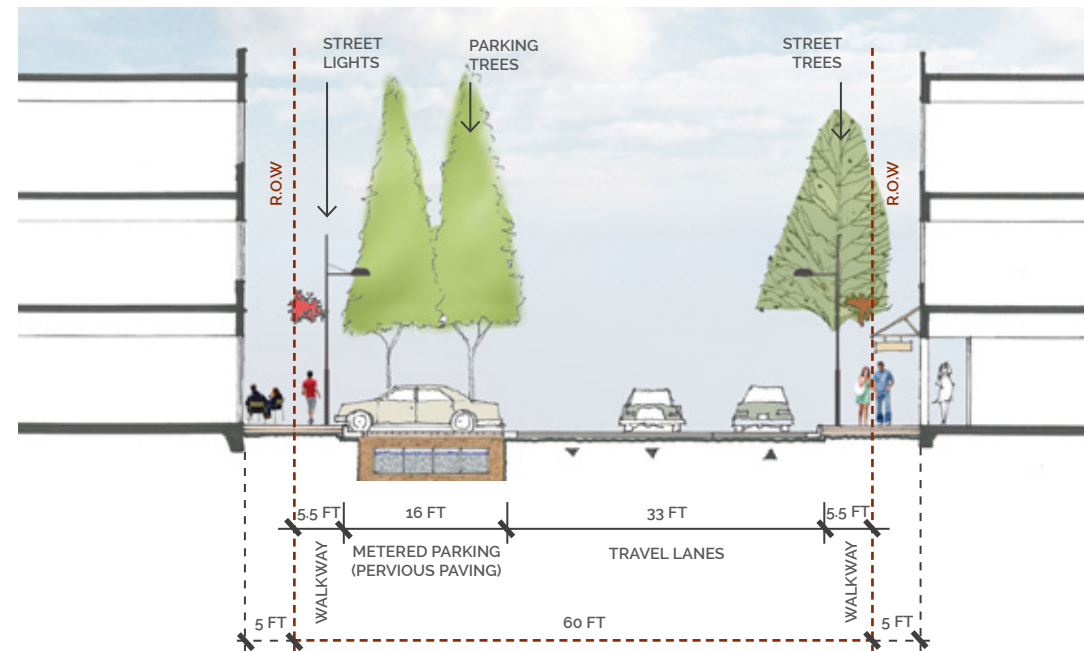 STREET
LIGHTS
PARKING
TREES
STREET
TREES
R.O.W
R.O.W
5.5 FT
16 FT
33 FT
5.5 FT
WALKWAY
METERED PARKING
(PERVIOUS PAVING)
TRAVEL LANES
WALKWAY
5 FT
60 FT
5 FT